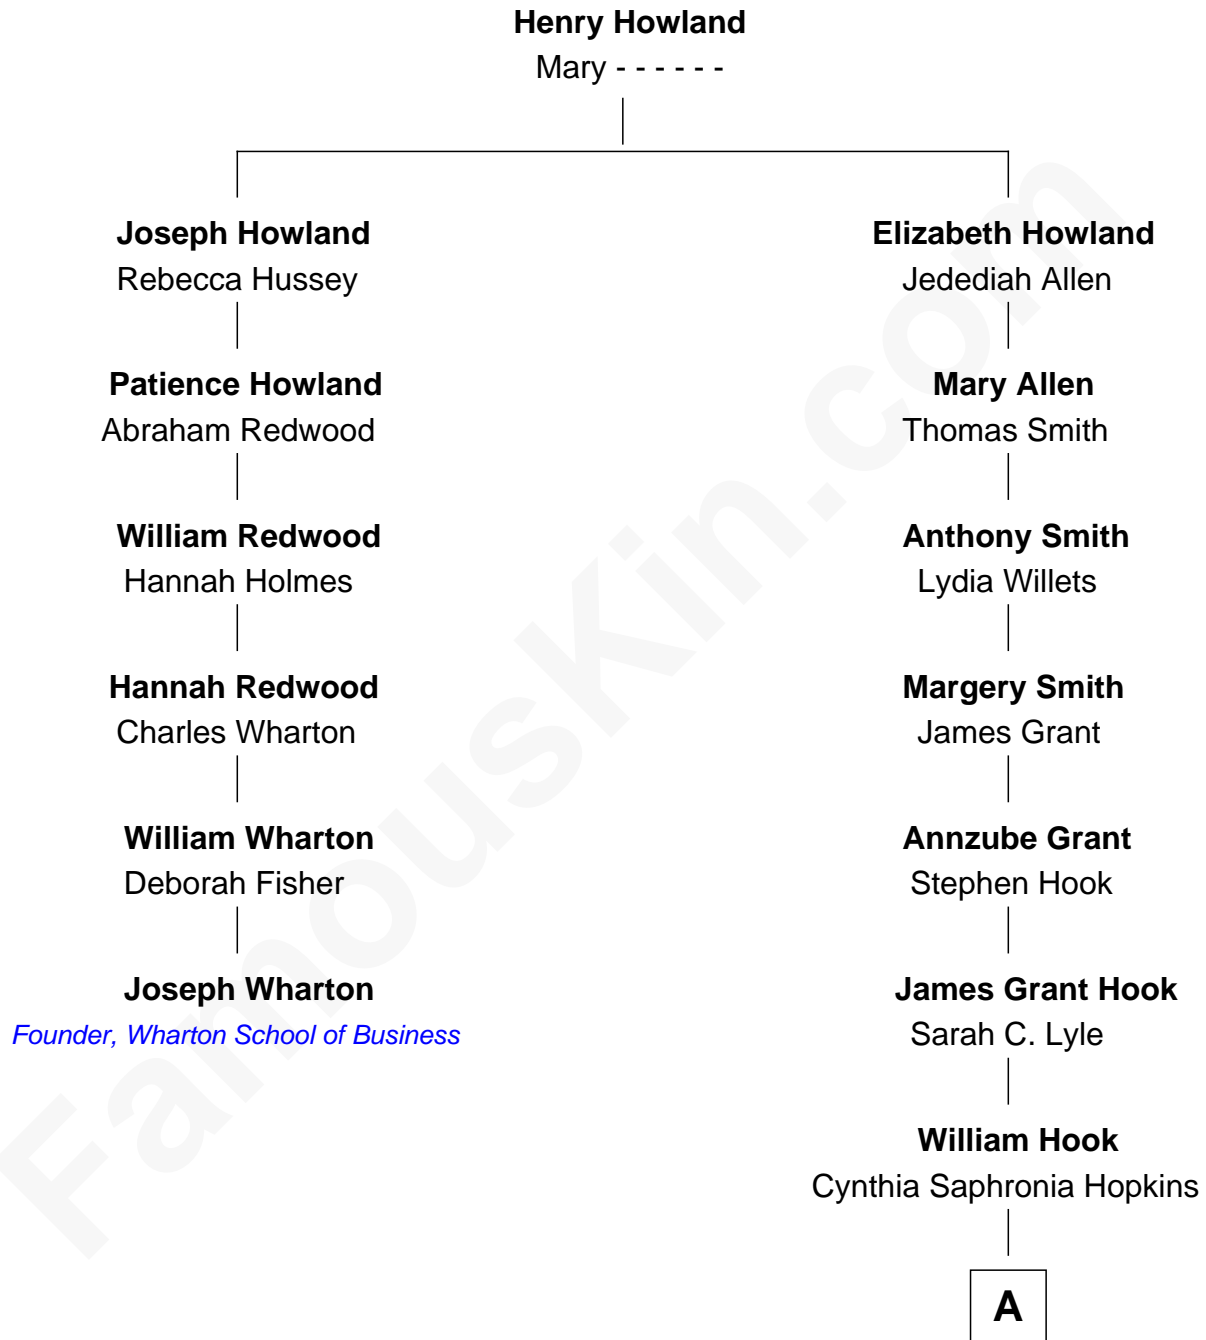 Henry Howland
Mary - - - - - -
Joseph Howland
Rebecca Hussey
Patience Howland
Abraham Redwood
William Redwood
Hannah Holmes
Hannah Redwood
Charles Wharton
William Wharton
Deborah Fisher
Joseph Wharton
Founder, Wharton School of Business
Elizabeth Howland
Jedediah Allen
Mary Allen
Thomas Smith
Anthony Smith
Lydia Willets
Margery Smith
James Grant
Annzube Grant
Stephen Hook
James Grant Hook
Sarah C. Lyle
William Hook
Cynthia Saphronia Hopkins
A
FamousKin.com